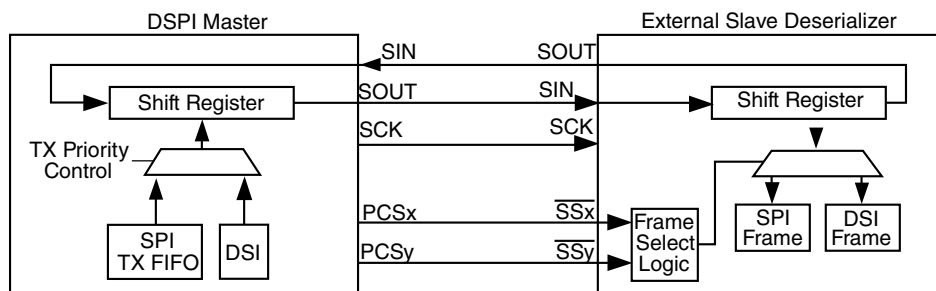 DSPI Master
External Slave Deserializer
SIN
SOUT
Shift Register
SOUT
SIN
Shift Register
SCK
SCK
TX Priority
Control
PCSx
SSx
SPI
TX FIFO
DSI
Frame
Select
Logic
SPI
Frame
DSI
Frame
PCSy
SSy